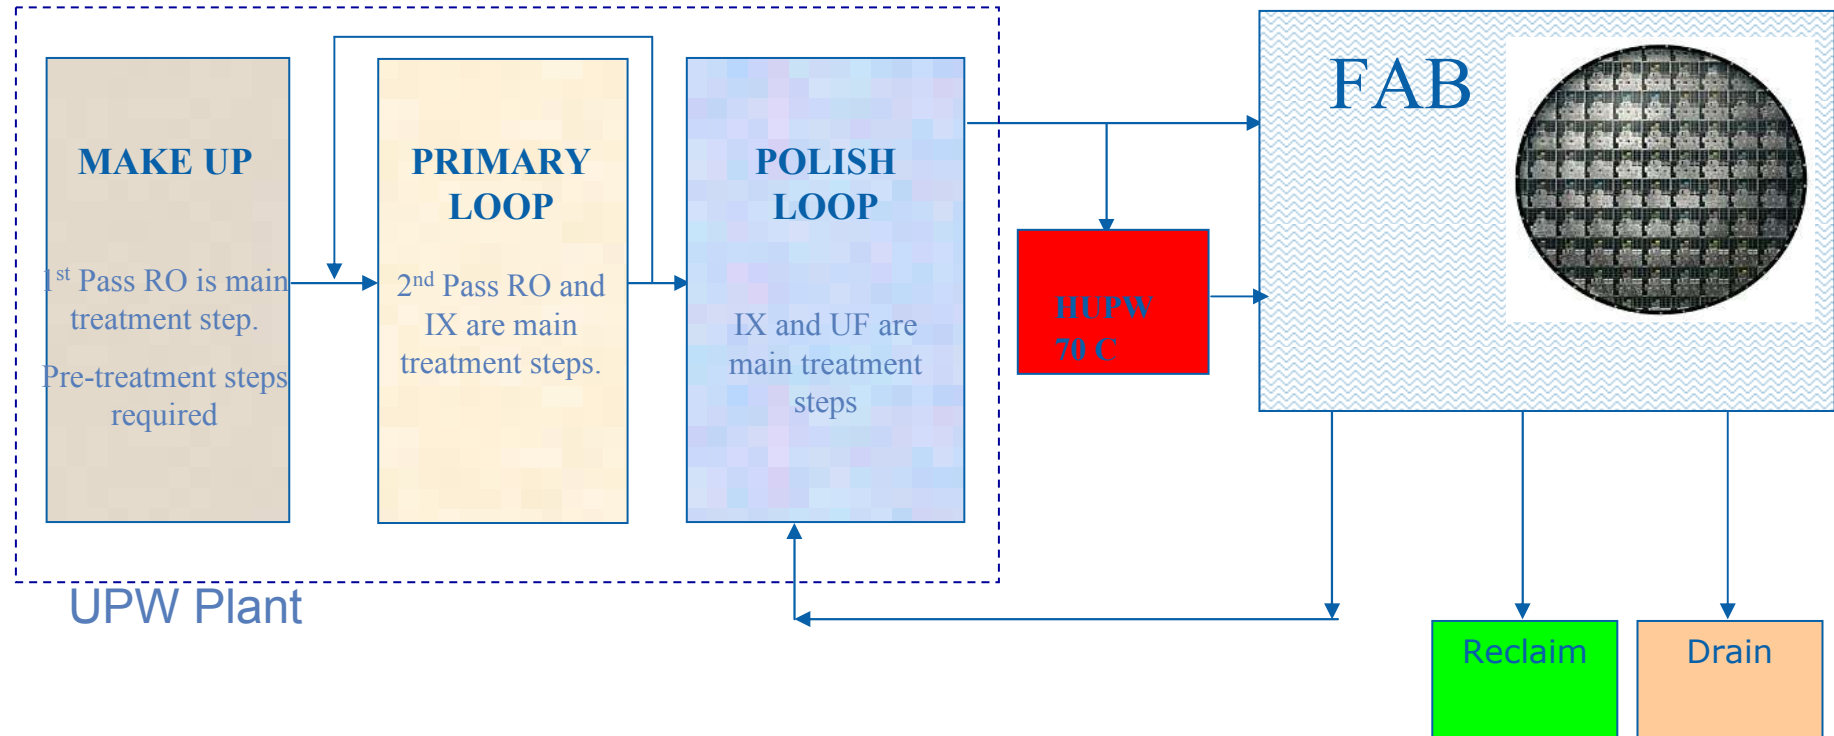 MAKE UP
1st Pass RO is main
treatment step.
Pre-treatment steps
required
PRIMARY
LOOP
2nd Pass RO and
IX are main
treatment steps.
POLISH
LOOP
IX and UF are
main treatment
steps
HUPW
70 C
FAB
UPW Plant
Reclaim
Drain